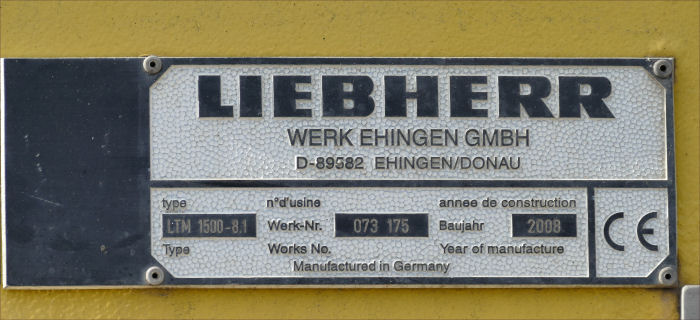 LIEBHERR
WERK EHINGEN GMBH
D-89582 EHINGEN/DONAU
type n°d'usine annee de construction
LTM 1500-8.1 Werk-Nr. 073 175 Baujahr 2008
Type Works No. Year of manufacture
Manufactured in Germany
CE